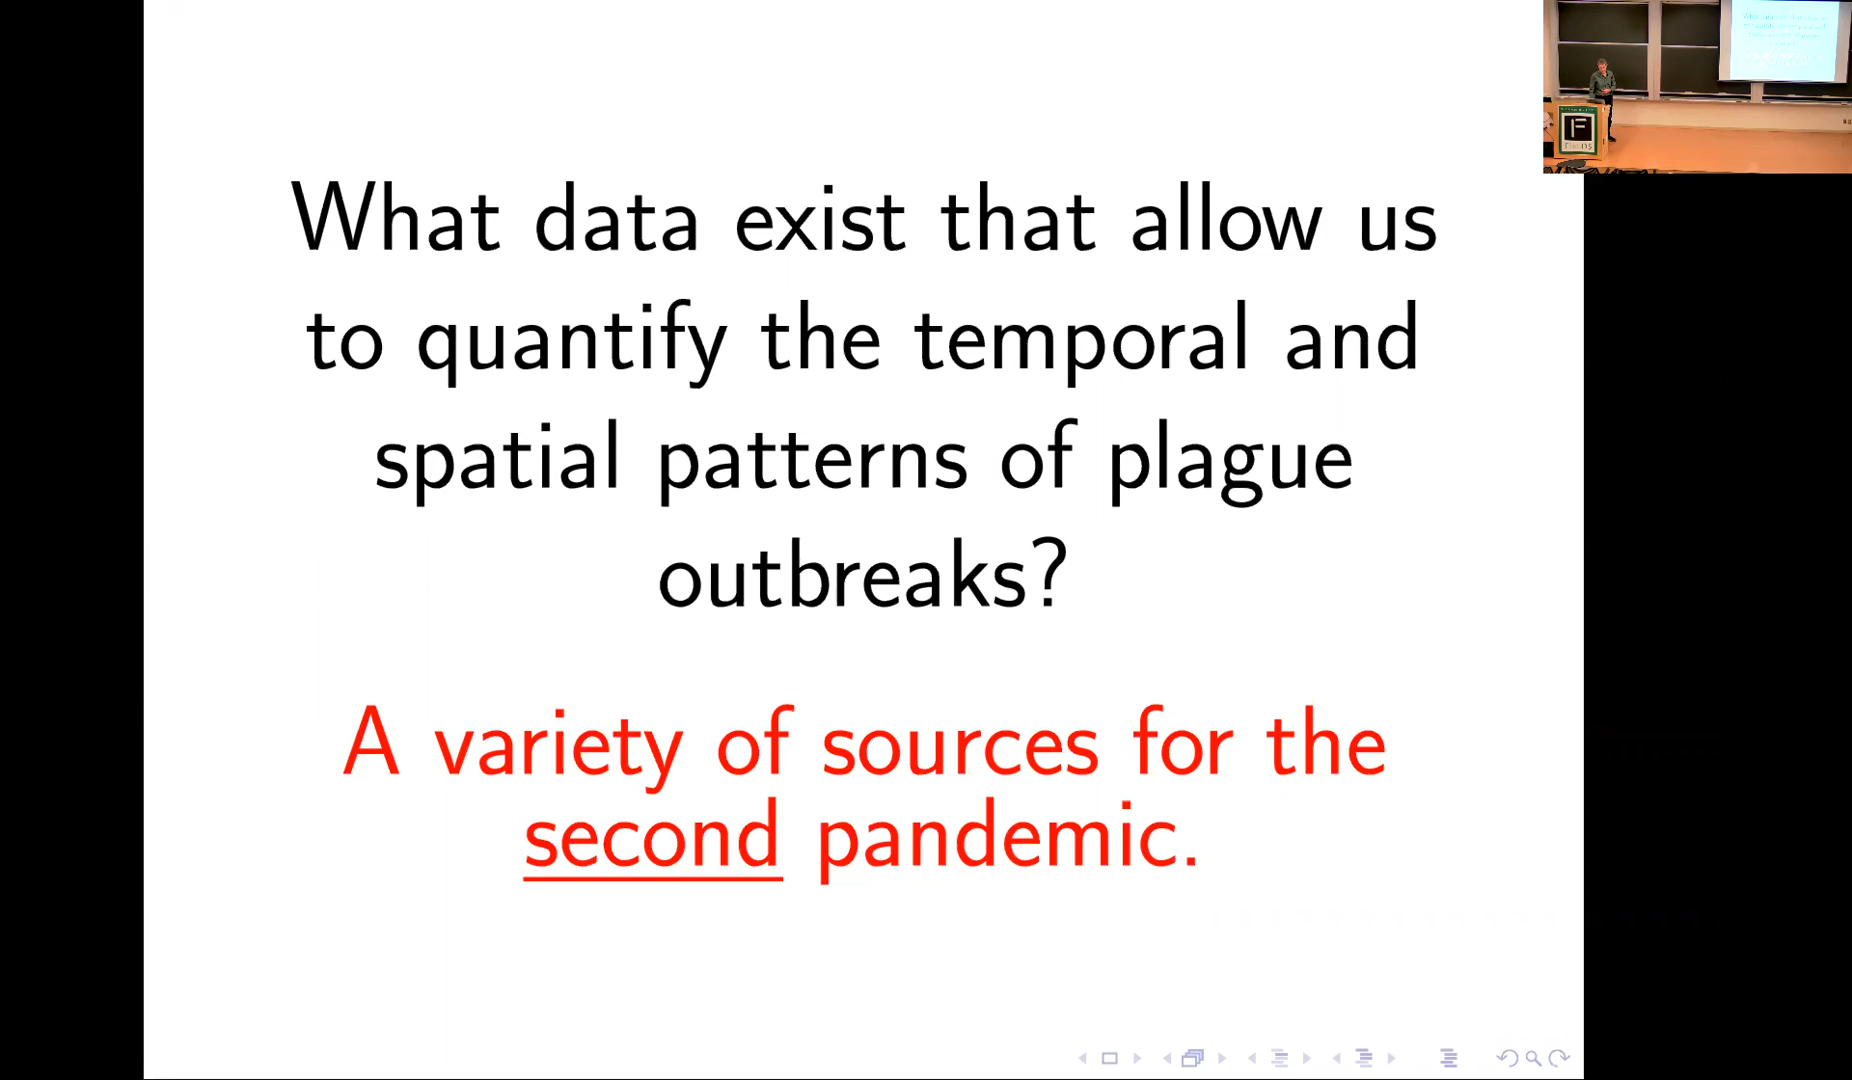 What data exist that allow us
to quantify the temporal and
spatial patterns of plague
outbreaks?
A variety of sources for the
second pandemic.
F